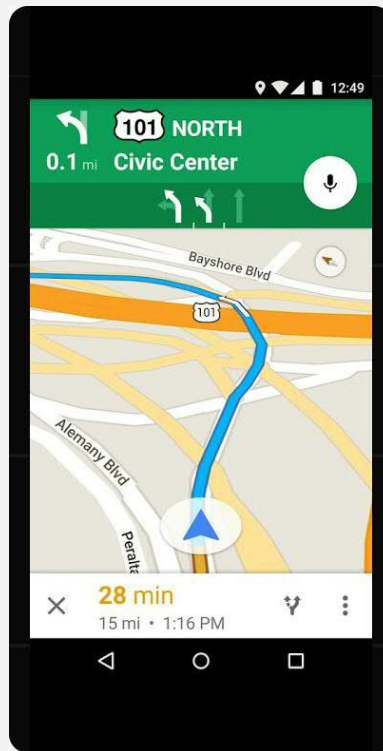 12:49
101 NORTH
0.1 mi Civic Center
Bayshore Blvd
101
Alemany Blvd
Peralta
28 min
15 mi • 1:16 PM